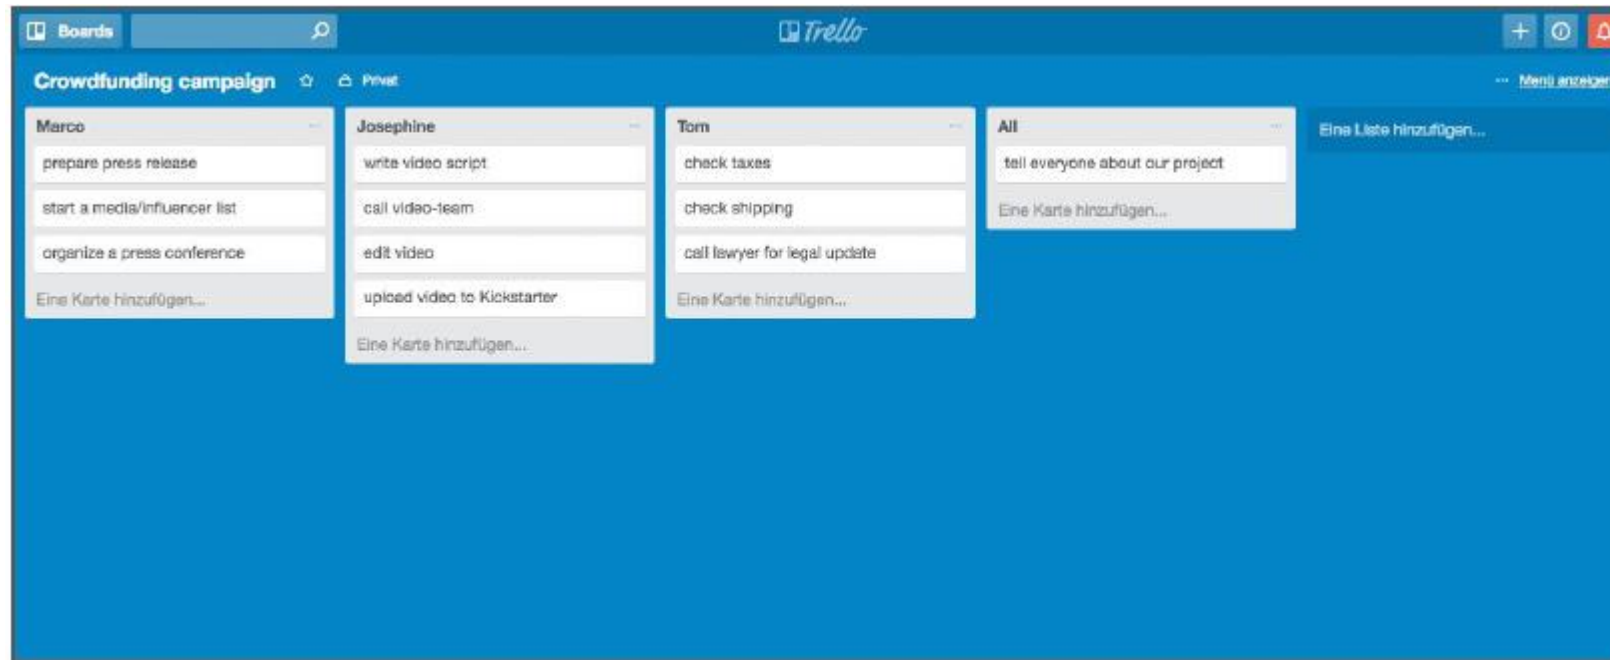 Boards
Trello
Crowdfunding campaign
Privat
Menü anzeigen
Marco
prepare press release
start a media/influencer list
organize a press conference
Eine Karte hinzufügen...
Josephine
write video script
call video-team
edit video
upload video to Kickstarter
Eine Karte hinzufügen...
Tom
check taxes
check shipping
call lawyer for legal update
Eine Karte hinzufügen...
All
tell everyone about our project
Eine Karte hinzufügen...
Eine Liste hinzufügen...